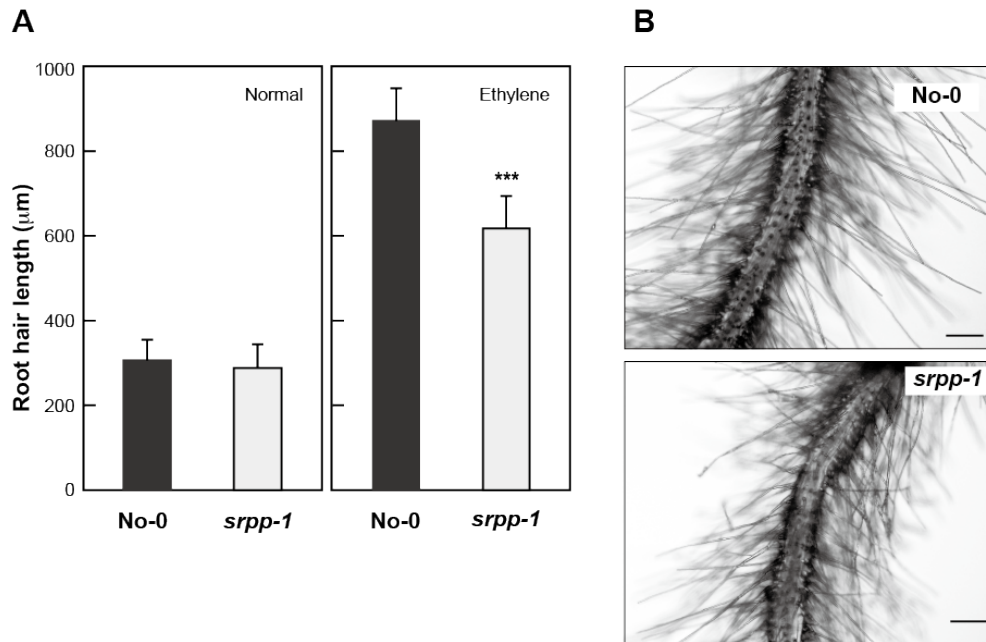 A
B
1000
800
600
400
200
0
Root hair length (μm)
Normal
Ethylene
***
No-0
srpp-1
No-0
srpp-1
No-0
srpp-1